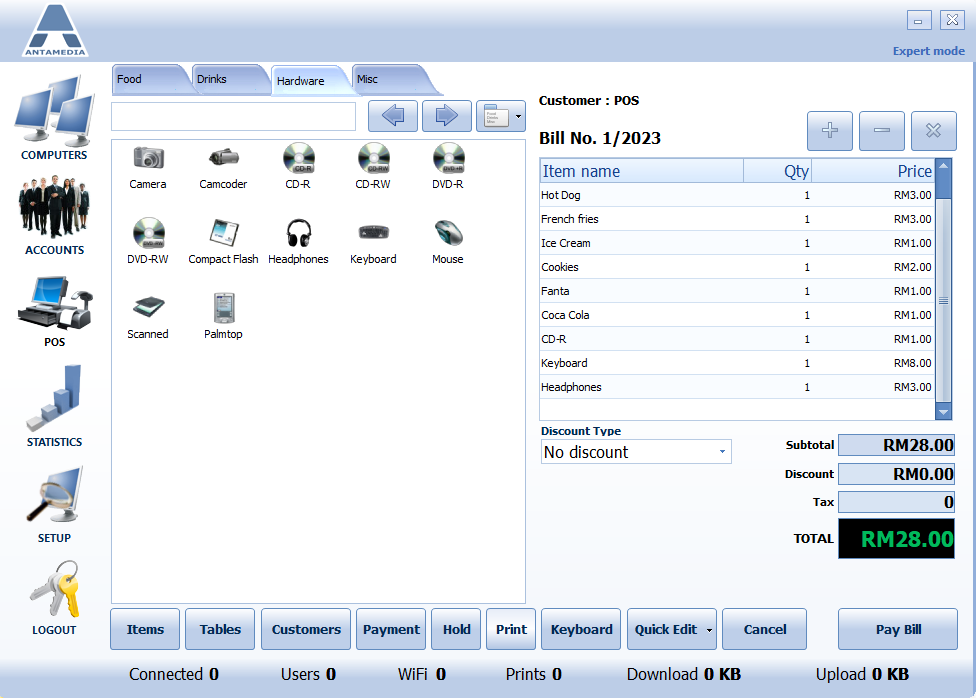 ANTAMEDIA
Expert mode
COMPUTERS
ACCOUNTS
POS
STATISTICS
SETUP
LOGOUT
Food Drinks Hardware Misc
Camera Camcoder CD-R CD-RW DVD-R
DVD-RW Compact Flash Headphones Keyboard Mouse
Scanned Palmtop
Customer : POS
Bill No. 1/2023
Item name Qty Price
Hot Dog 1 RM3.00
French fries 1 RM3.00
Ice Cream 1 RM1.00
Cookies 1 RM2.00
Fanta 1 RM1.00
Coca Cola 1 RM1.00
CD-R 1 RM1.00
Keyboard 1 RM8.00
Headphones 1 RM3.00
Discount Type
No discount
Subtotal RM28.00
Discount RM0.00
Tax 0
TOTAL RM28.00
Items Tables Customers Payment Hold Print Keyboard Quick Edit Cancel Pay Bill
Connected 0 Users 0 WiFi 0 Prints 0 Download 0 KB Upload 0 KB